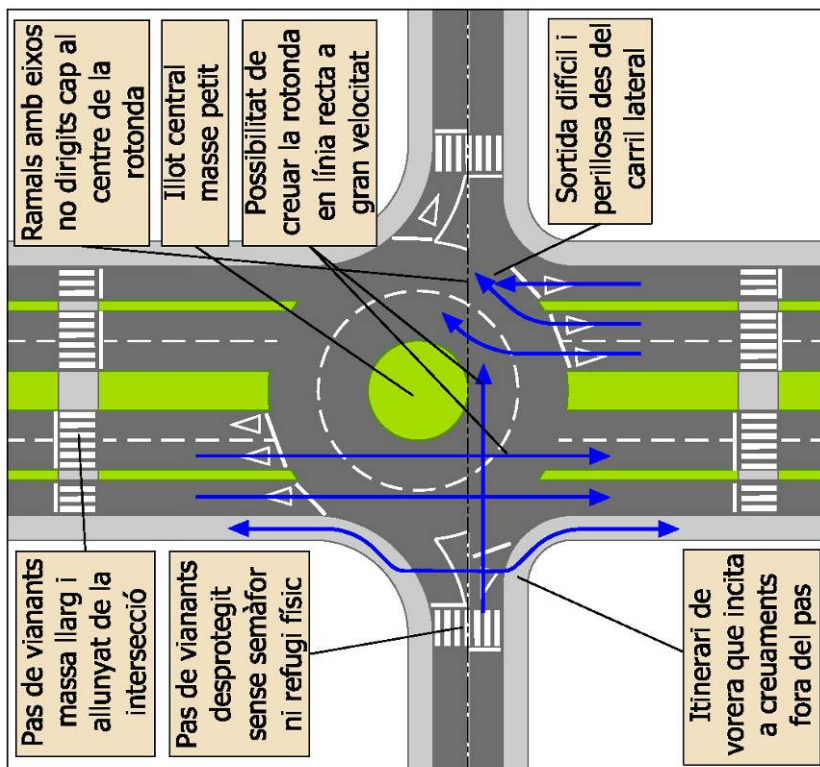 Ramals amb eixos
no dirigits cap al
centre de la
rotonda
Illot central
masse petit
Possibilitat de
creuar la rotonda
en línia recta a
gran velocitat
Sortida difícil i
perillosa des del
carril lateral
Pas de vianants
massa llarg i
allunyat de la
intersecció
Pas de vianants
desprotegit
sense semàfor
ni refugi físic
Itinerari de
vorera que incita
a creuaments
fora del pas